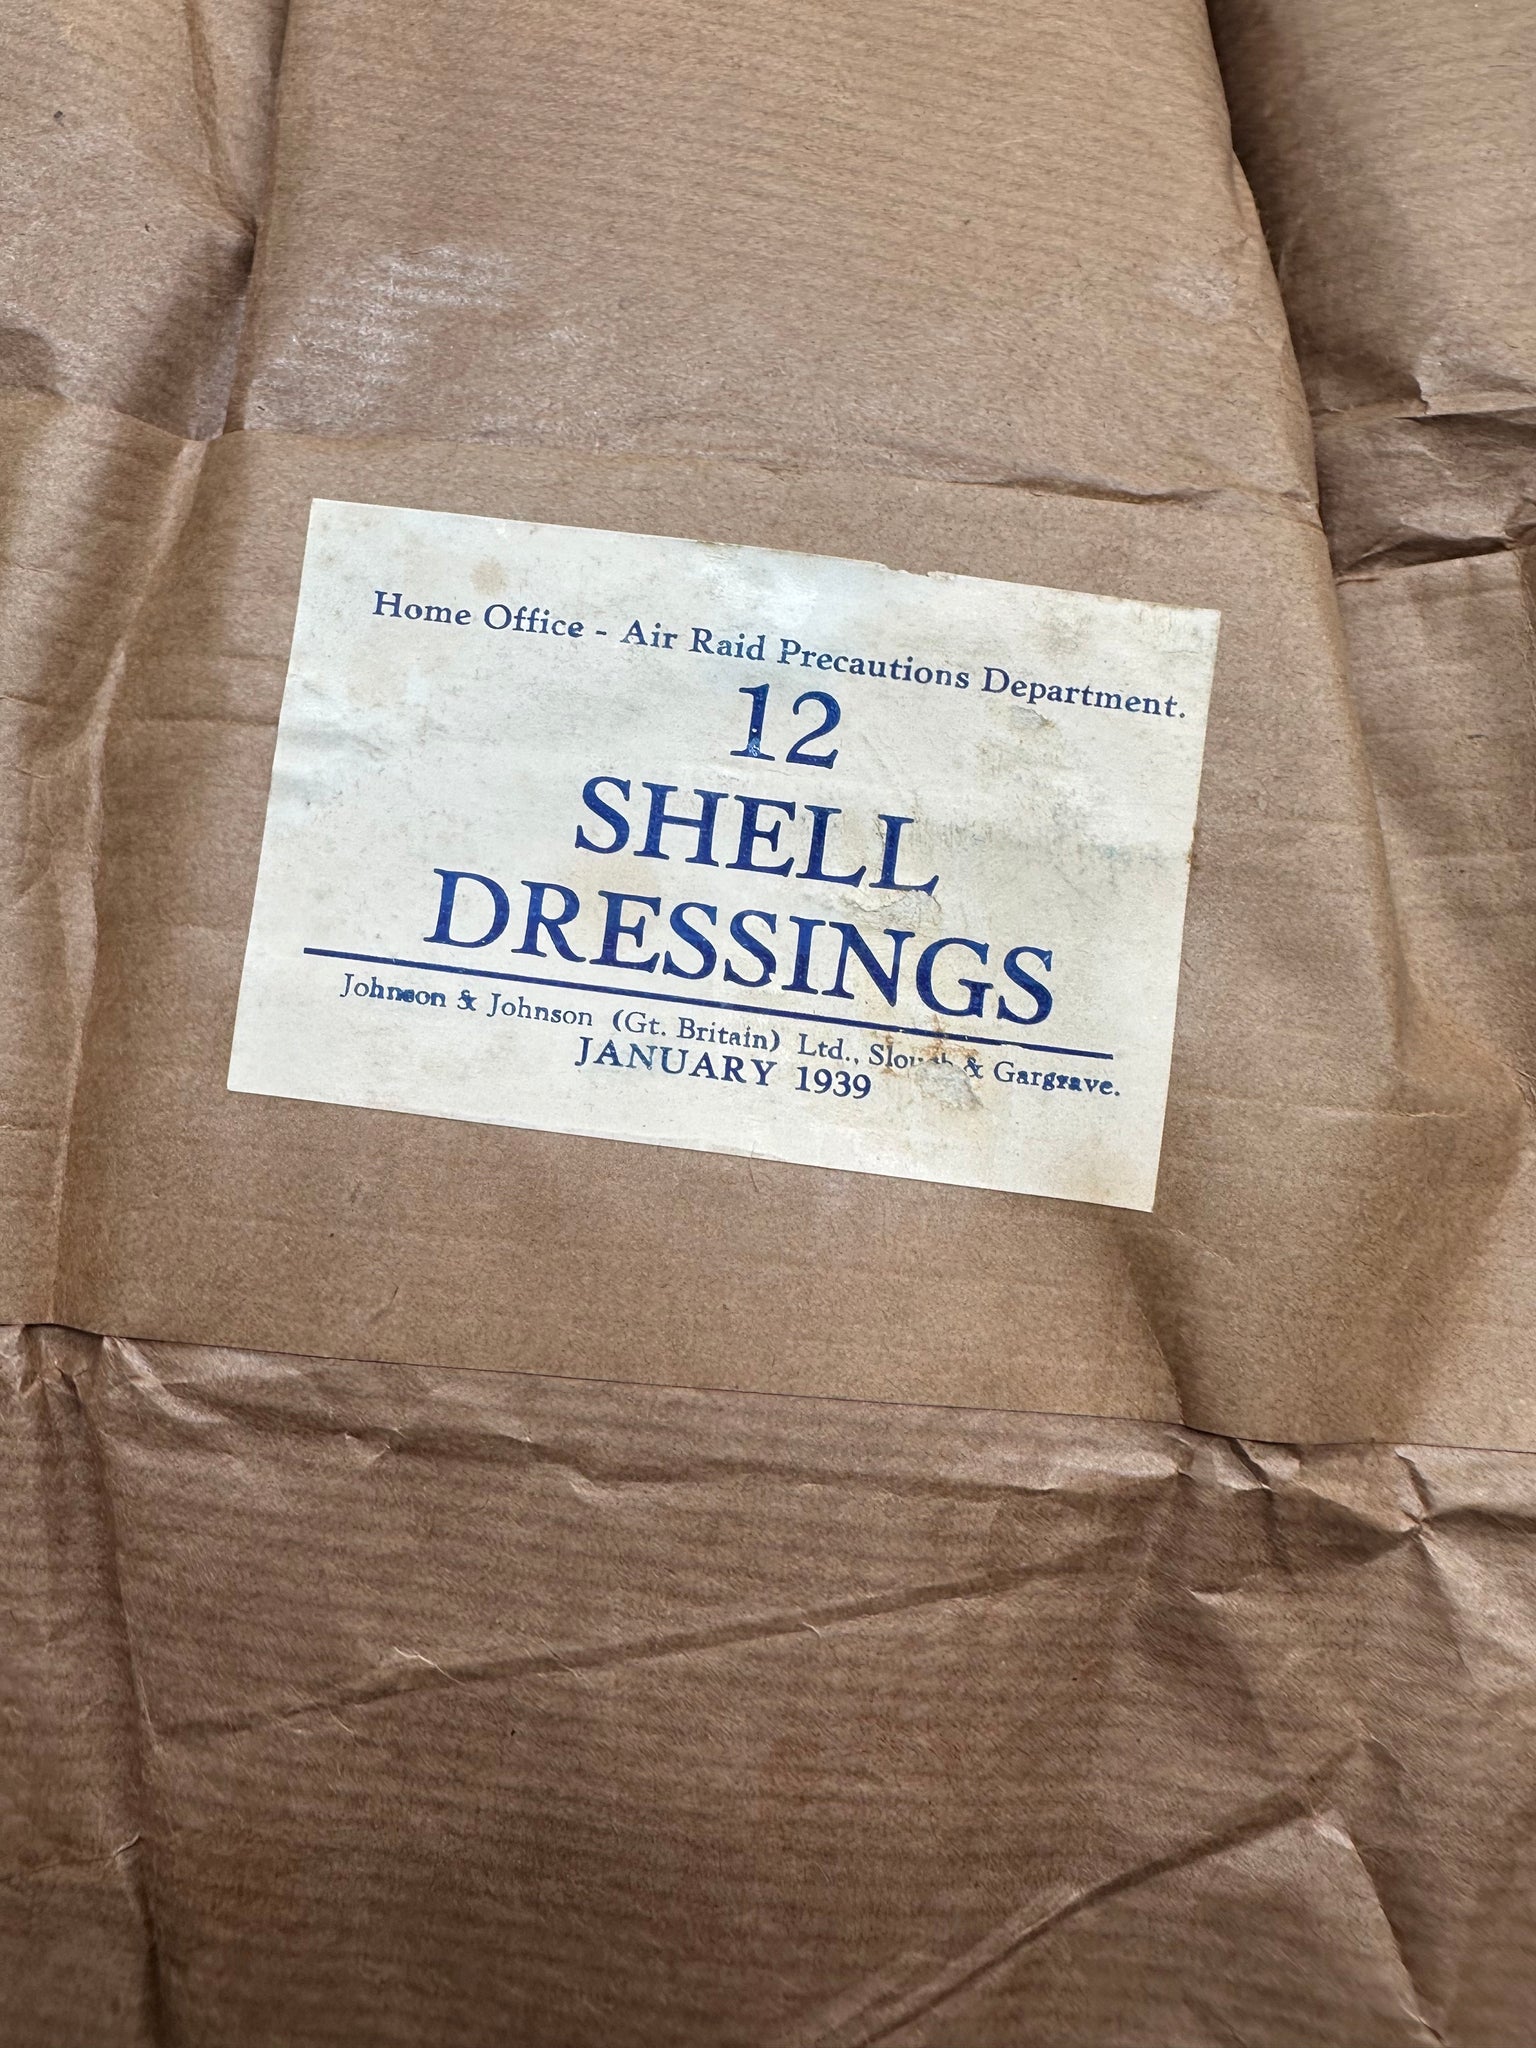 Home Office - Air Raid Precautions Department.
12
SHELL
DRESSINGS
Johnson & Johnson (Gt. Britain) Ltd., & Gargrave.
JANUARY 1939